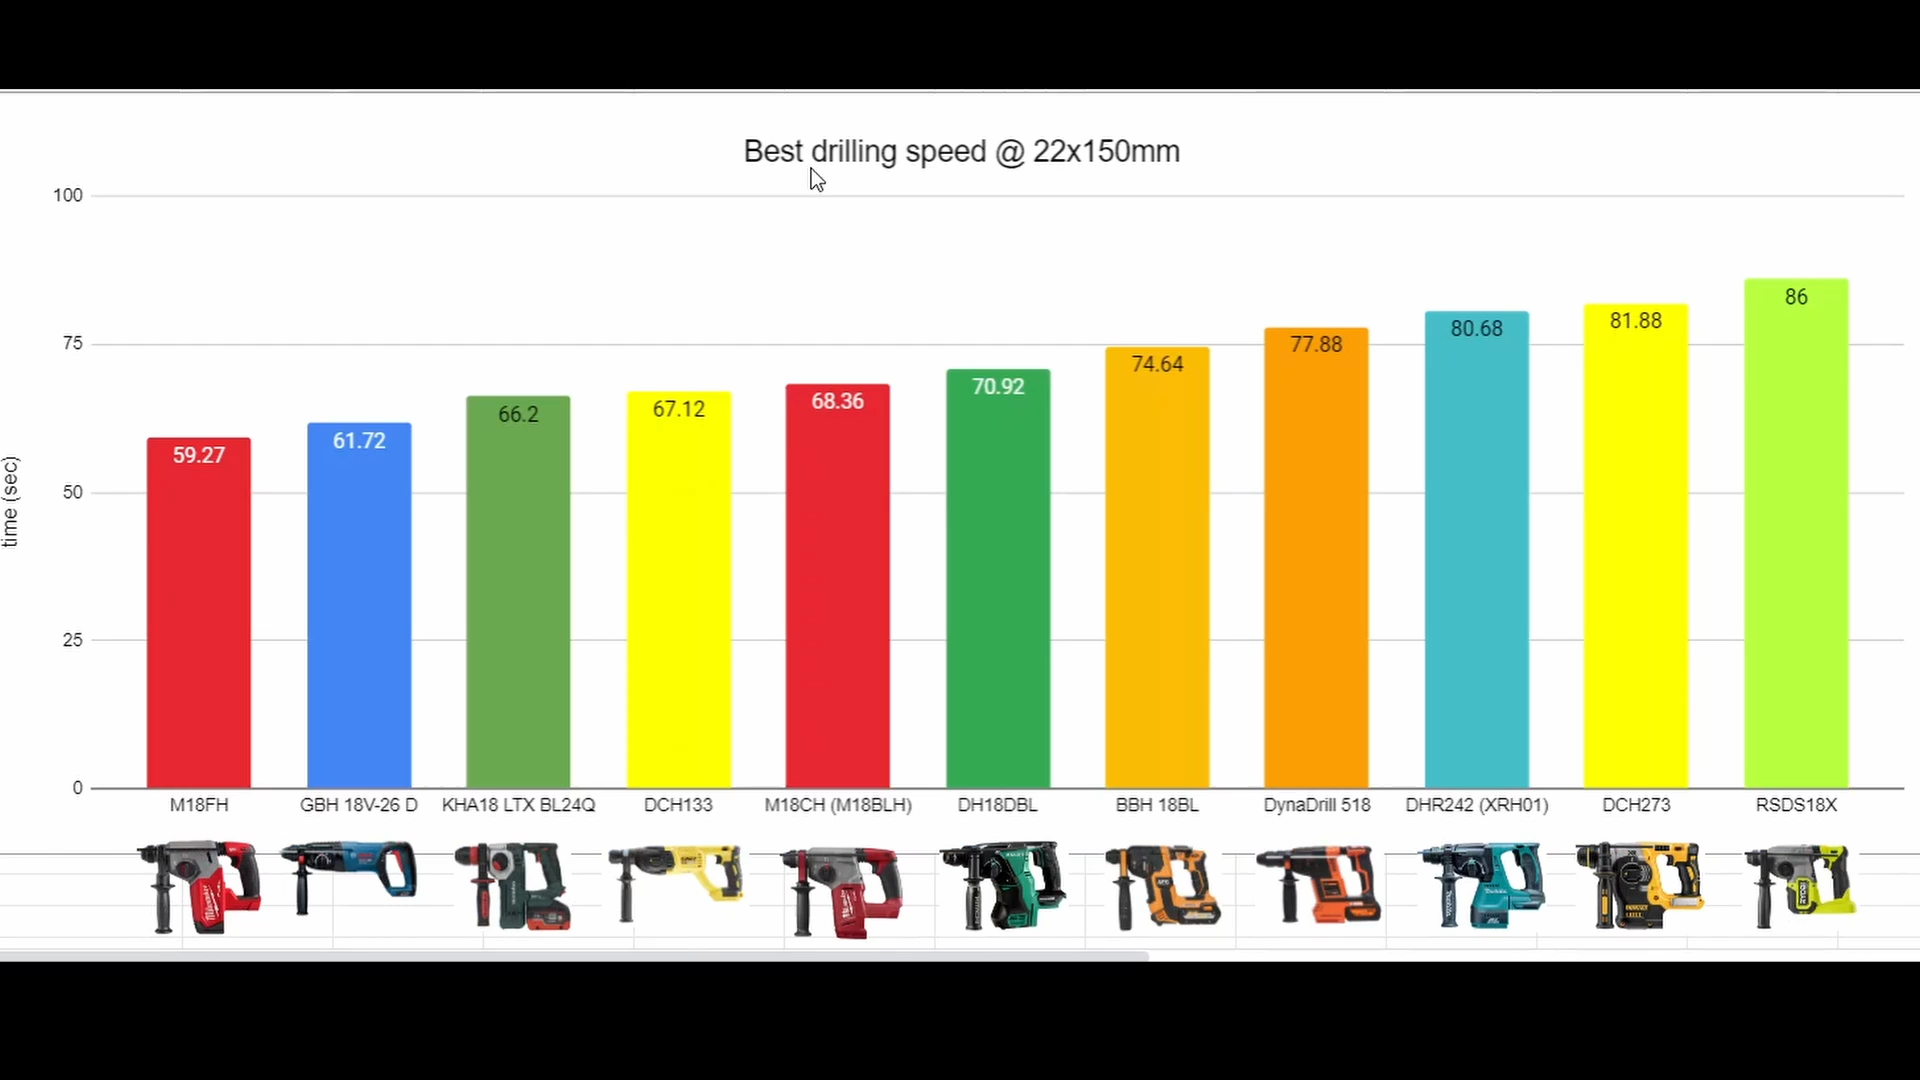 Best drilling speed @ 22x150mm
100
75
50
25
0
time (sec)
59.27
61.72
66.2
67.12
68.36
70.92
74.64
77.88
80.68
81.88
86
M18FH
GBH 18V-26 D
KHA18 LTX BL24Q
DCH133
M18CH (M18BLH)
DH18DBL
BBH 18BL
DynaDrill 518
DHR242 (XRH01)
DCH273
RSDS18X